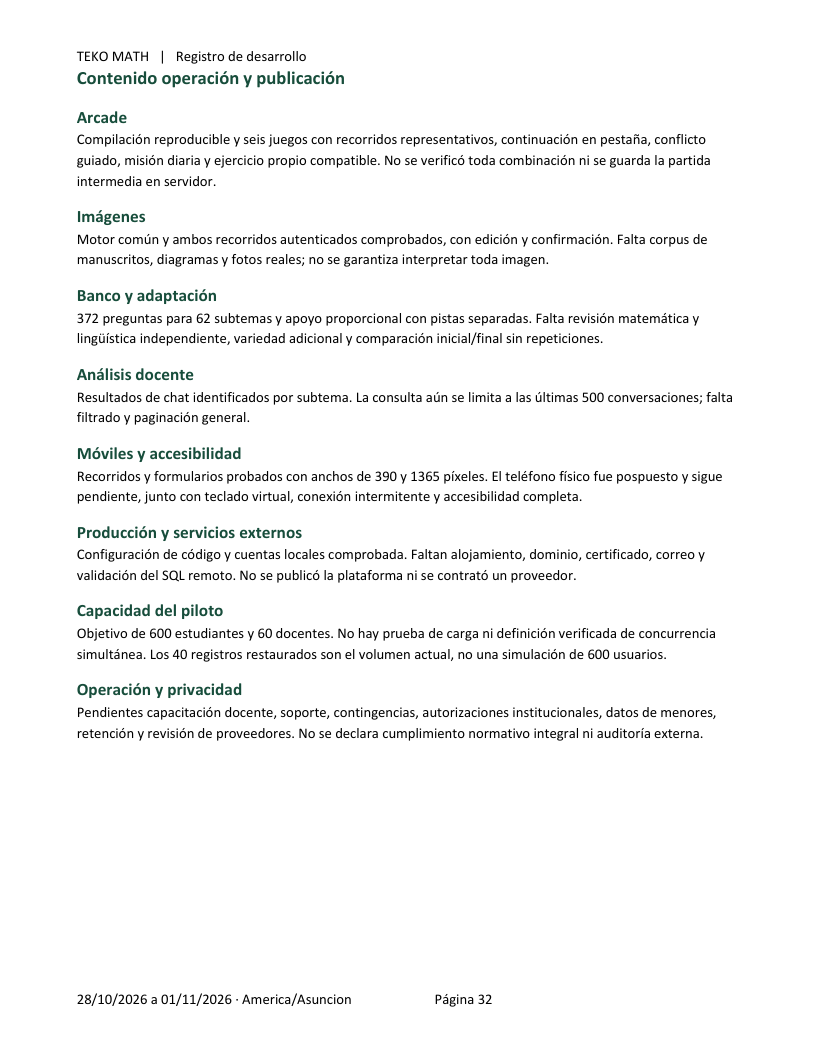 TEKO MATH | Registro de desarrollo
Contenido operación y publicación
Arcade
Compilación reproducible y seis juegos con recorridos representativos, continuación en pestaña, conflicto
guiado, misión diaria y ejercicio propio compatible. No se verificó toda combinación ni se guarda la partida
intermedia en servidor.
Imágenes
Motor común y ambos recorridos autenticados comprobados, con edición y confirmación. Falta corpus de
manuscritos, diagramas y fotos reales; no se garantiza interpretar toda imagen.
Banco y adaptación
372 preguntas para 62 subtemas y apoyo proporcional con pistas separadas. Falta revisión matemática y
lingüística independiente, variedad adicional y comparación inicial/final sin repeticiones.
Análisis docente
Resultados de chat identificados por subtema. La consulta aún se limita a las últimas 500 conversaciones; falta
filtrado y paginación general.
Móviles y accesibilidad
Recorridos y formularios probados con anchos de 390 y 1365 píxeles. El teléfono físico fue pospuesto y sigue
pendiente, junto con teclado virtual, conexión intermitente y accesibilidad completa.
Producción y servicios externos
Configuración de código y cuentas locales comprobada. Faltan alojamiento, dominio, certificado, correo y
validación del SQL remoto. No se publicó la plataforma ni se contrató un proveedor.
Capacidad del piloto
Objetivo de 600 estudiantes y 60 docentes. No hay prueba de carga ni definición verificada de concurrencia
simultánea. Los 40 registros restaurados son el volumen actual, no una simulación de 600 usuarios.
Operación y privacidad
Pendientes capacitación docente, soporte, contingencias, autorizaciones institucionales, datos de menores,
retención y revisión de proveedores. No se declara cumplimiento normativo integral ni auditoría externa.
28/10/2026 a 01/11/2026 · America/Asuncion Página 32